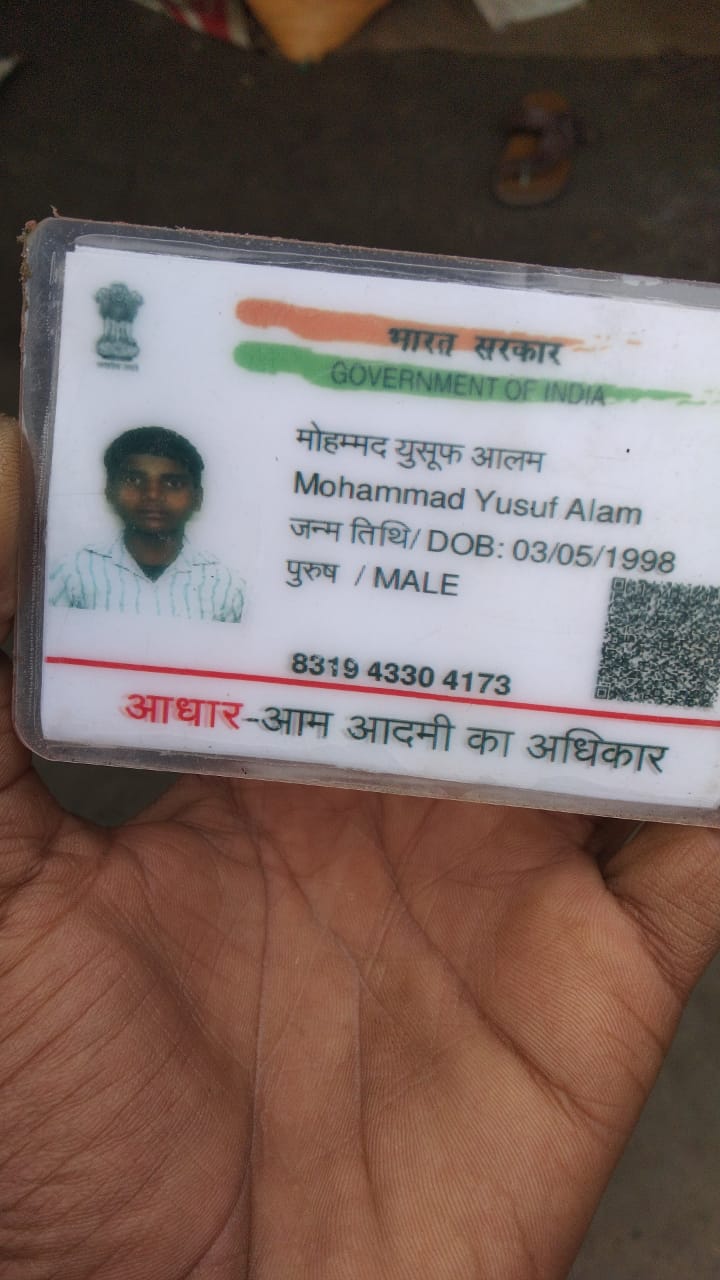 भारत सरकार
GOVERNMENT OF INDIA
मोहम्मद युसूफ आलम
Mohammad Yusuf Alam
जन्म तिथि/ DOB: 03/05/1998
पुरुष / MALE
8319 4330 4173
आधार-आम आदमी का अधिकार